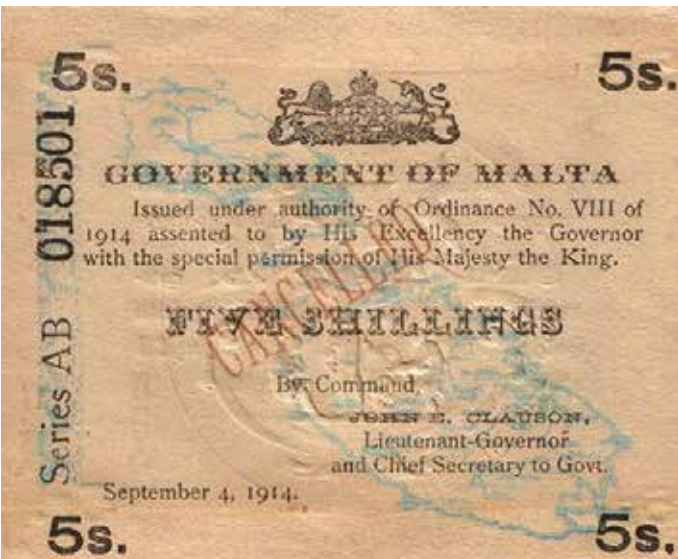 5s. 5s.
GOVERNMENT OF MALTA
Issued under authority of Ordinance No. VIII of
1914 assented to by His Excellency the Governor
with the special permission of His Majesty the King.
CANCELLED
FIVE SHILLINGS
By Command,
JOHN E. CLAUSON,
Lieutenant-Governor
and Chief Secretary to Govt.
September 4, 1914.
Series AB 018501
5s. 5s.